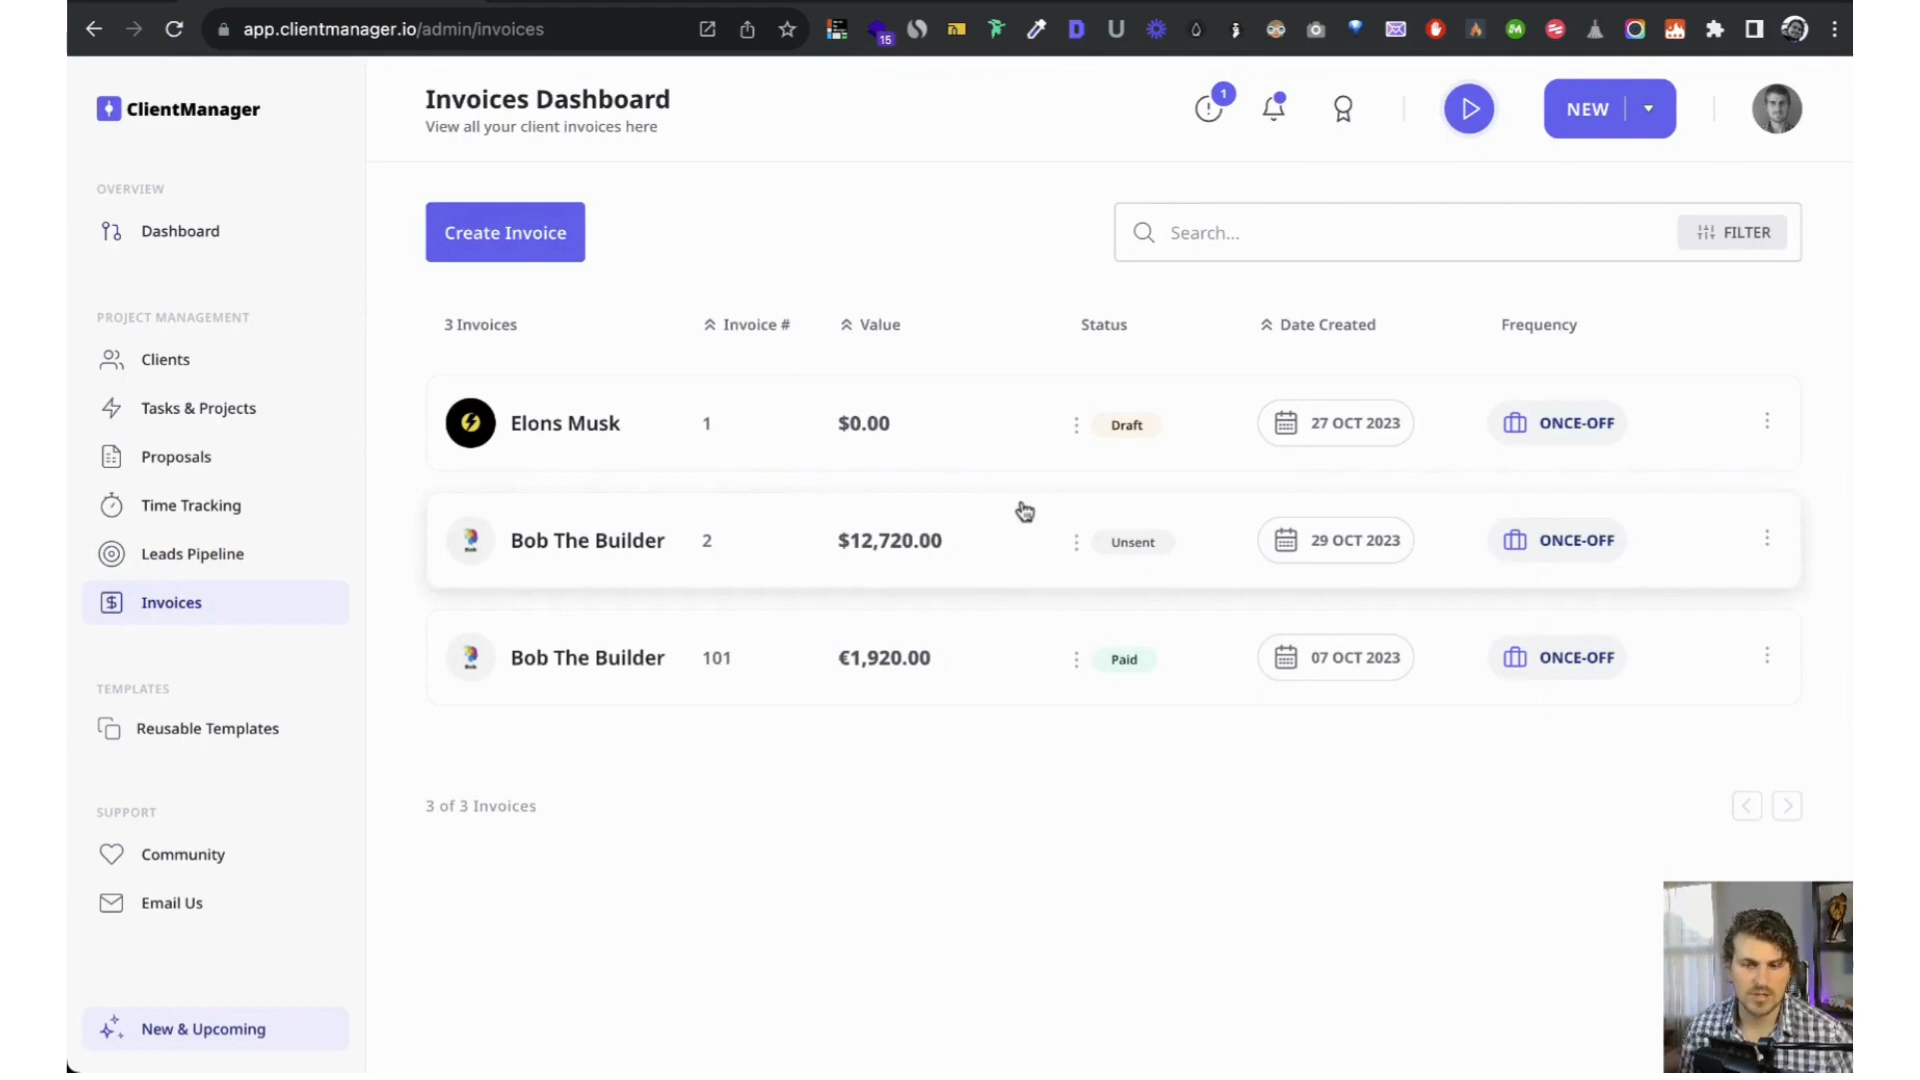 app.clientmanager.io/admin/invoices
15
ClientManager
Invoices Dashboard
View all your client invoices here
1
NEW
OVERVIEW
Dashboard
Create Invoice
Search...
FILTER
PROJECT MANAGEMENT
Clients
Tasks & Projects
Proposals
Time Tracking
Leads Pipeline
Invoices
3 Invoices Invoice # Value Status Date Created Frequency
Elons Musk 1 $0.00 Draft 27 OCT 2023 ONCE-OFF
Bob The Builder 2 $12,720.00 Unsent 29 OCT 2023 ONCE-OFF
Bob The Builder 101 €1,920.00 Paid 07 OCT 2023 ONCE-OFF
TEMPLATES
Reusable Templates
3 of 3 Invoices
SUPPORT
Community
Email Us
New & Upcoming